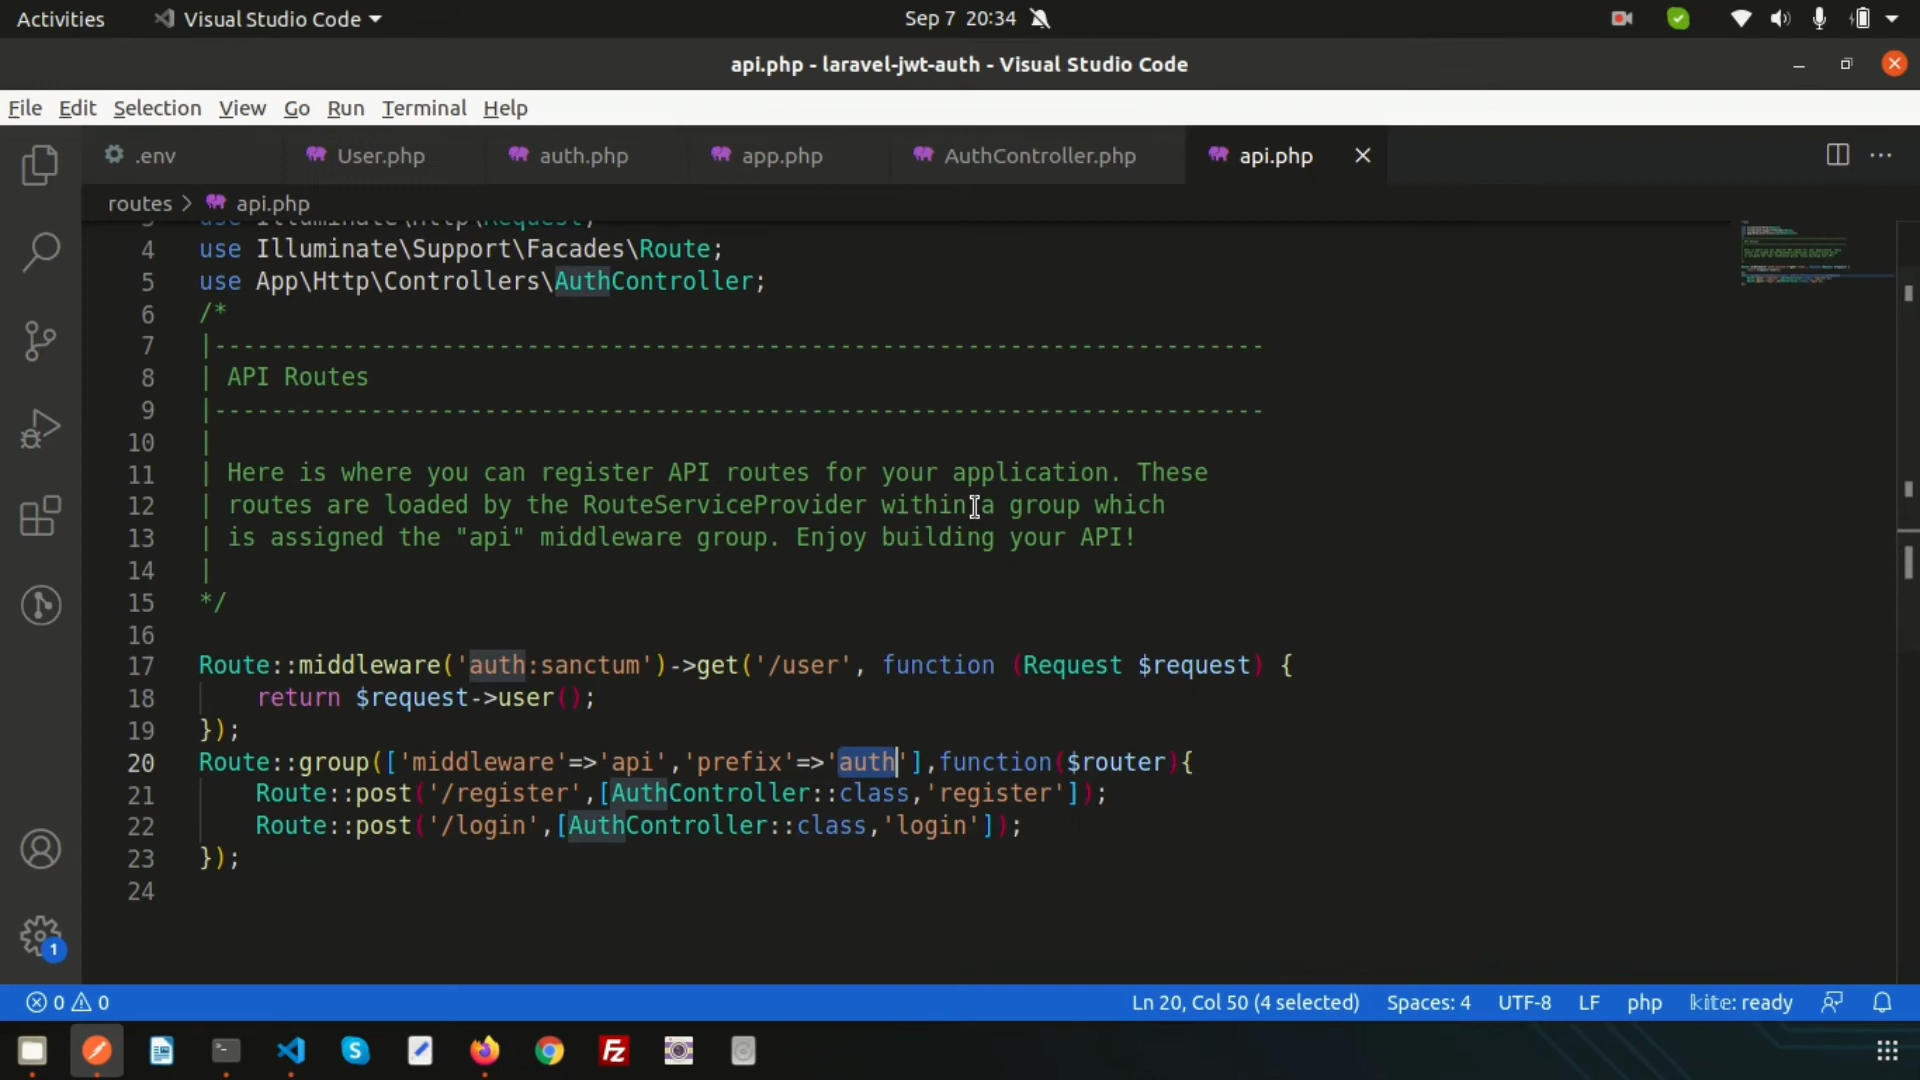 Activities
Visual Studio Code
Sep 7 20:34
api.php - laravel-jwt-auth - Visual Studio Code
File Edit Selection View Go Run Terminal Help
.env
User.php
auth.php
app.php
AuthController.php
api.php
routes > api.php
3 use Illuminate\Http\Request;
4 use Illuminate\Support\Facades\Route;
5 use App\Http\Controllers\AuthController;
6 /*
7 |--------------------------------------------------------------------------
8 | API Routes
9 |--------------------------------------------------------------------------
10 |
11 | Here is where you can register API routes for your application. These
12 | routes are loaded by the RouteServiceProvider within a group which
13 | is assigned the "api" middleware group. Enjoy building your API!
14 |
15 */
16
17 Route::middleware('auth:sanctum')->get('/user', function (Request $request) {
18 return $request->user();
19 });
20 Route::group(['middleware'=>'api','prefix'=>'auth'],function($router){
21 Route::post('/register',[AuthController::class,'register']);
22 Route::post('/login',[AuthController::class,'login']);
23 });
24
1
0 0
Ln 20, Col 50 (4 selected)
Spaces: 4
UTF-8
LF
php
kite: ready